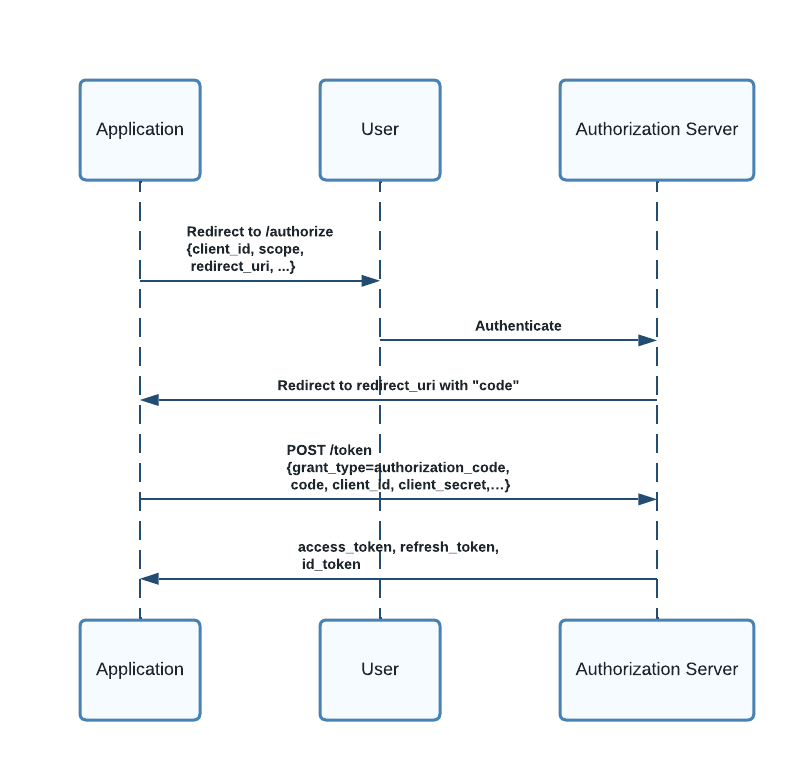 Application
User
Authorization Server
Redirect to /authorize
{client_id, scope,
redirect_uri, ...}
Authenticate
Redirect to redirect_uri with "code"
POST /token
{grant_type=authorization_code,
code, client_id, client_secret,...}
access_token, refresh_token,
id_token
Application
User
Authorization Server